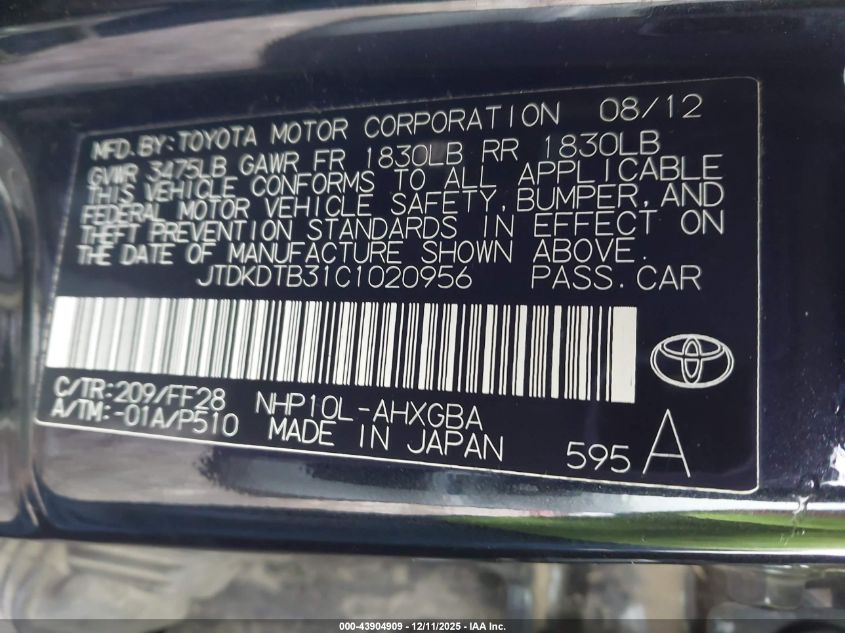 MFD.BY:TOYOTA MOTOR CORPORATION 08/12
GVWR 3475LB GAWR FR 1830LB RR 1830LB
THIS VEHICLE CONFORMS TO ALL APPLICABLE
FEDERAL MOTOR VEHICLE SAFETY,BUMPER,AND
THEFT PREVENTION STANDARDS IN EFFECT ON
THE DATE OF MANUFACTURE SHOWN ABOVE.
JTDKDTB31C1020956 PASS.CAR
C/TR:209/FF28 NHP10L-AHXGBA
A/TM:-01A/P510 MADE IN JAPAN
595 A
000-43904909 - 12/11/2025 - IAA Inc.